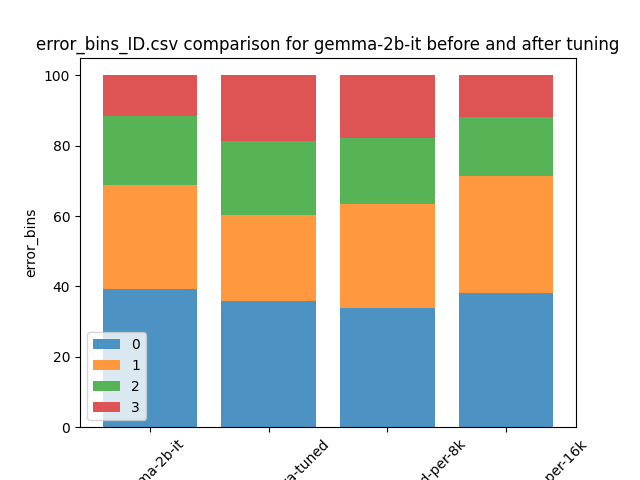 error_bins_ID.csv comparison for gemma-2b-it before and after tuning
100
80
60
40
20
0
error_bins
0
1
2
3
ma-2b-it
a-tuned
d-per-8k
per-16k